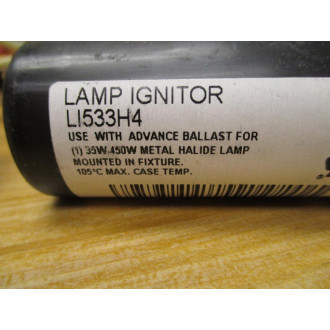 LAMP IGNITOR
LI533H4
USE WITH ADVANCE BALLAST FOR
(1) 35W-450W METAL HALIDE LAMP
MOUNTED IN FIXTURE.
105°C MAX. CASE TEMP.